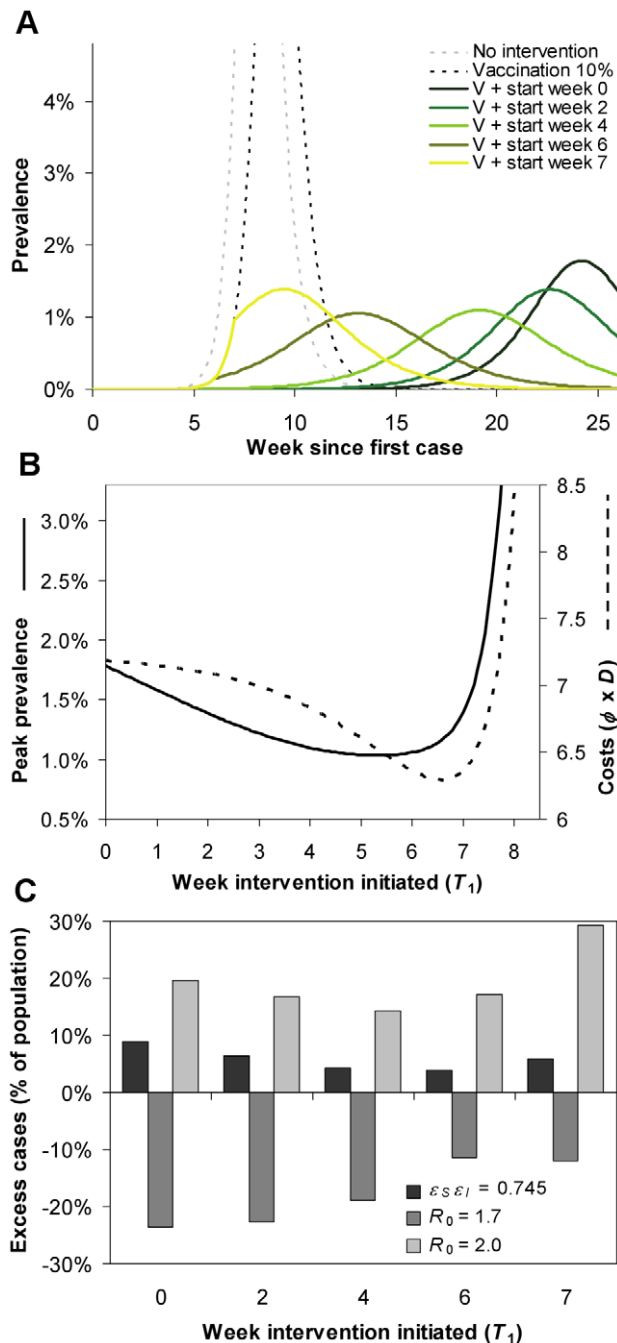 A
No intervention
Vaccination 10%
V + start week 0
V + start week 2
V + start week 4
V + start week 6
V + start week 7
Prevalence
4%
3%
2%
1%
0%
0 5 10 15 20 25
Week since first case
B
Peak prevalence
3.0%
2.5%
2.0%
1.5%
1.0%
0.5%
8.5
8
7.5
7
6.5
6
Costs (ϕ x D)
0 1 2 3 4 5 6 7 8
Week intervention initiated (T₁)
C
Excess cases (% of population)
30%
20%
10%
0%
-10%
-20%
-30%
εS εI = 0.745
R₀ = 1.7
R₀ = 2.0
0 2 4 6 7
Week intervention initiated (T₁)